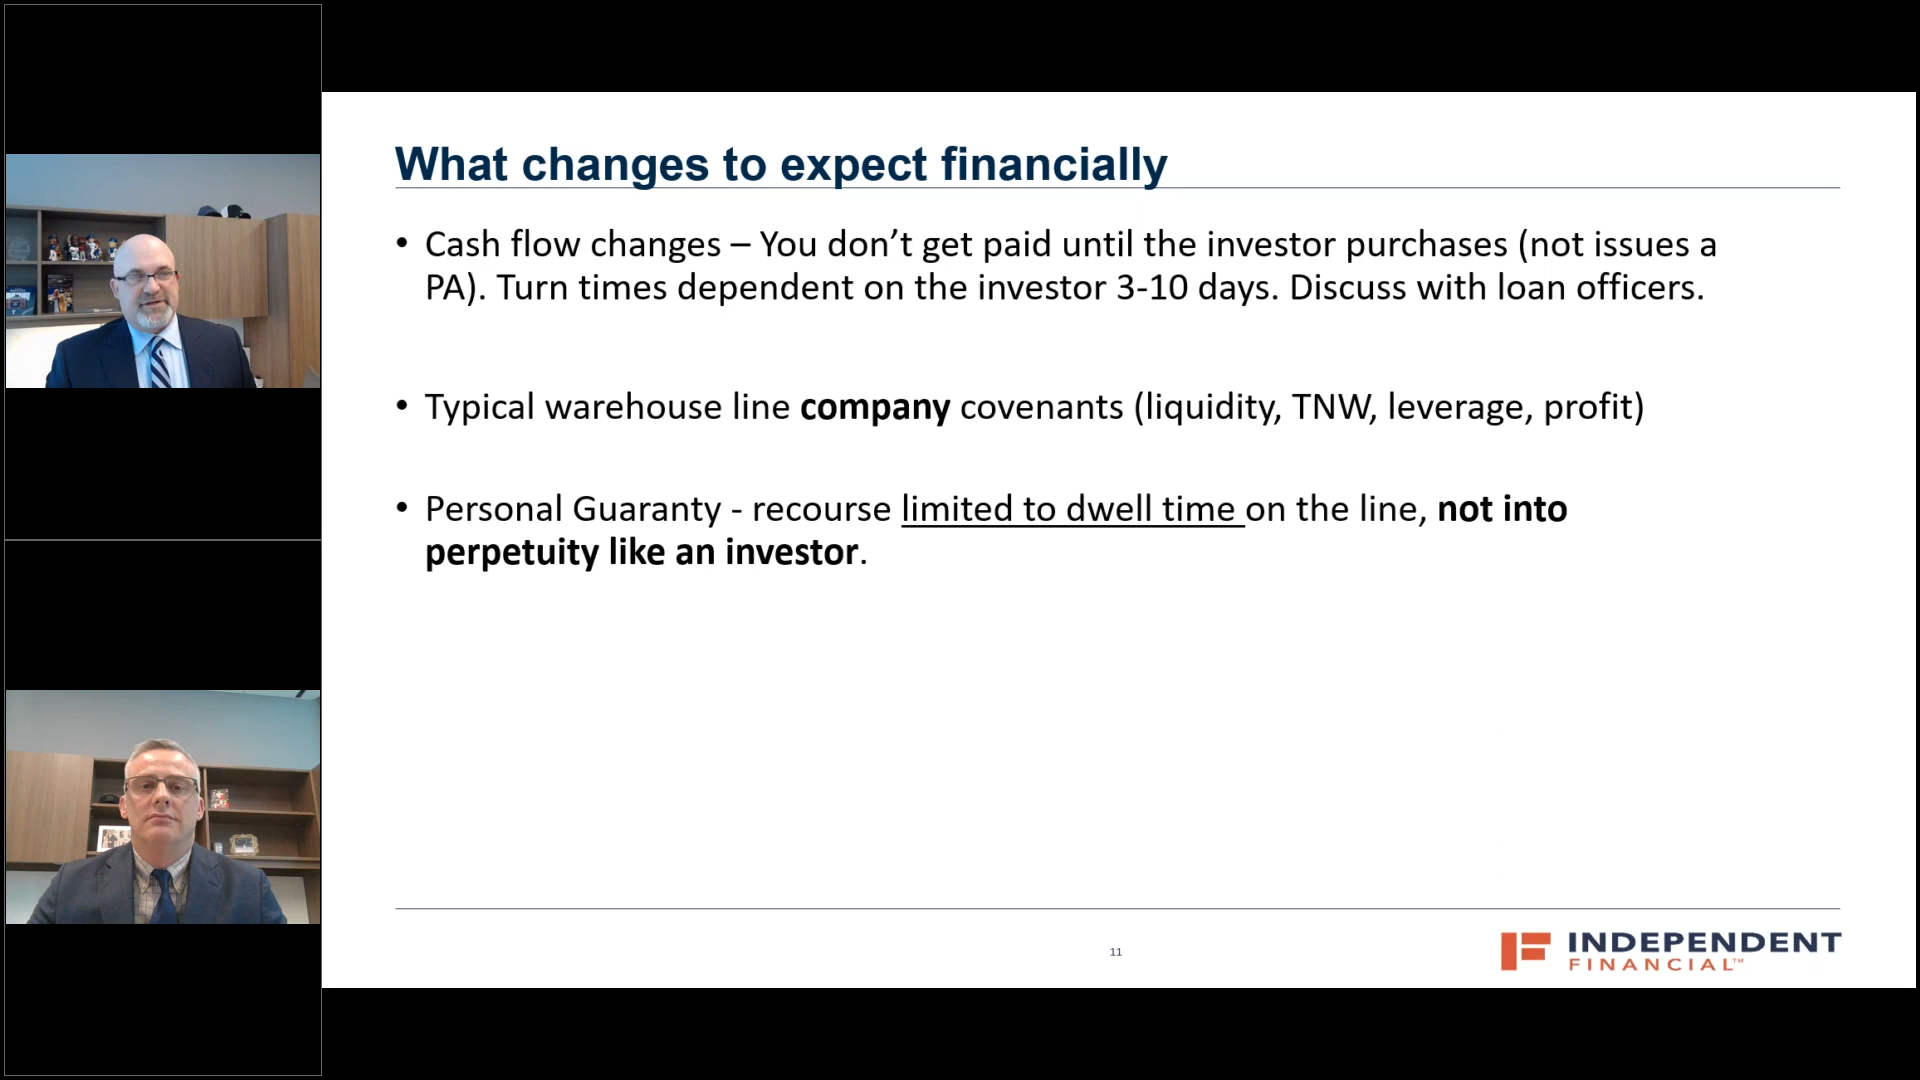 What changes to expect financially
• Cash flow changes – You don’t get paid until the investor purchases (not issues a
PA). Turn times dependent on the investor 3-10 days. Discuss with loan officers.
• Typical warehouse line company covenants (liquidity, TNW, leverage, profit)
• Personal Guaranty - recourse limited to dwell time on the line, not into
perpetuity like an investor.
11
INDEPENDENT
FINANCIAL™